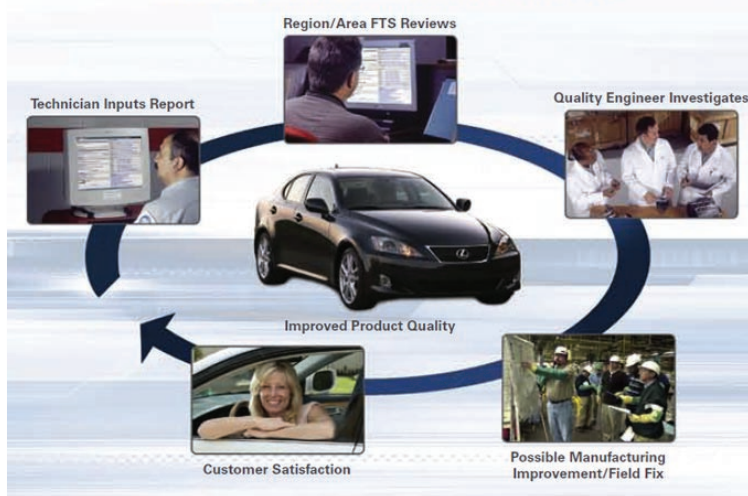 Region/Area FTS Reviews
Technician Inputs Report
Quality Engineer Investigates
Improved Product Quality
Customer Satisfaction
Possible Manufacturing
Improvement/Field Fix